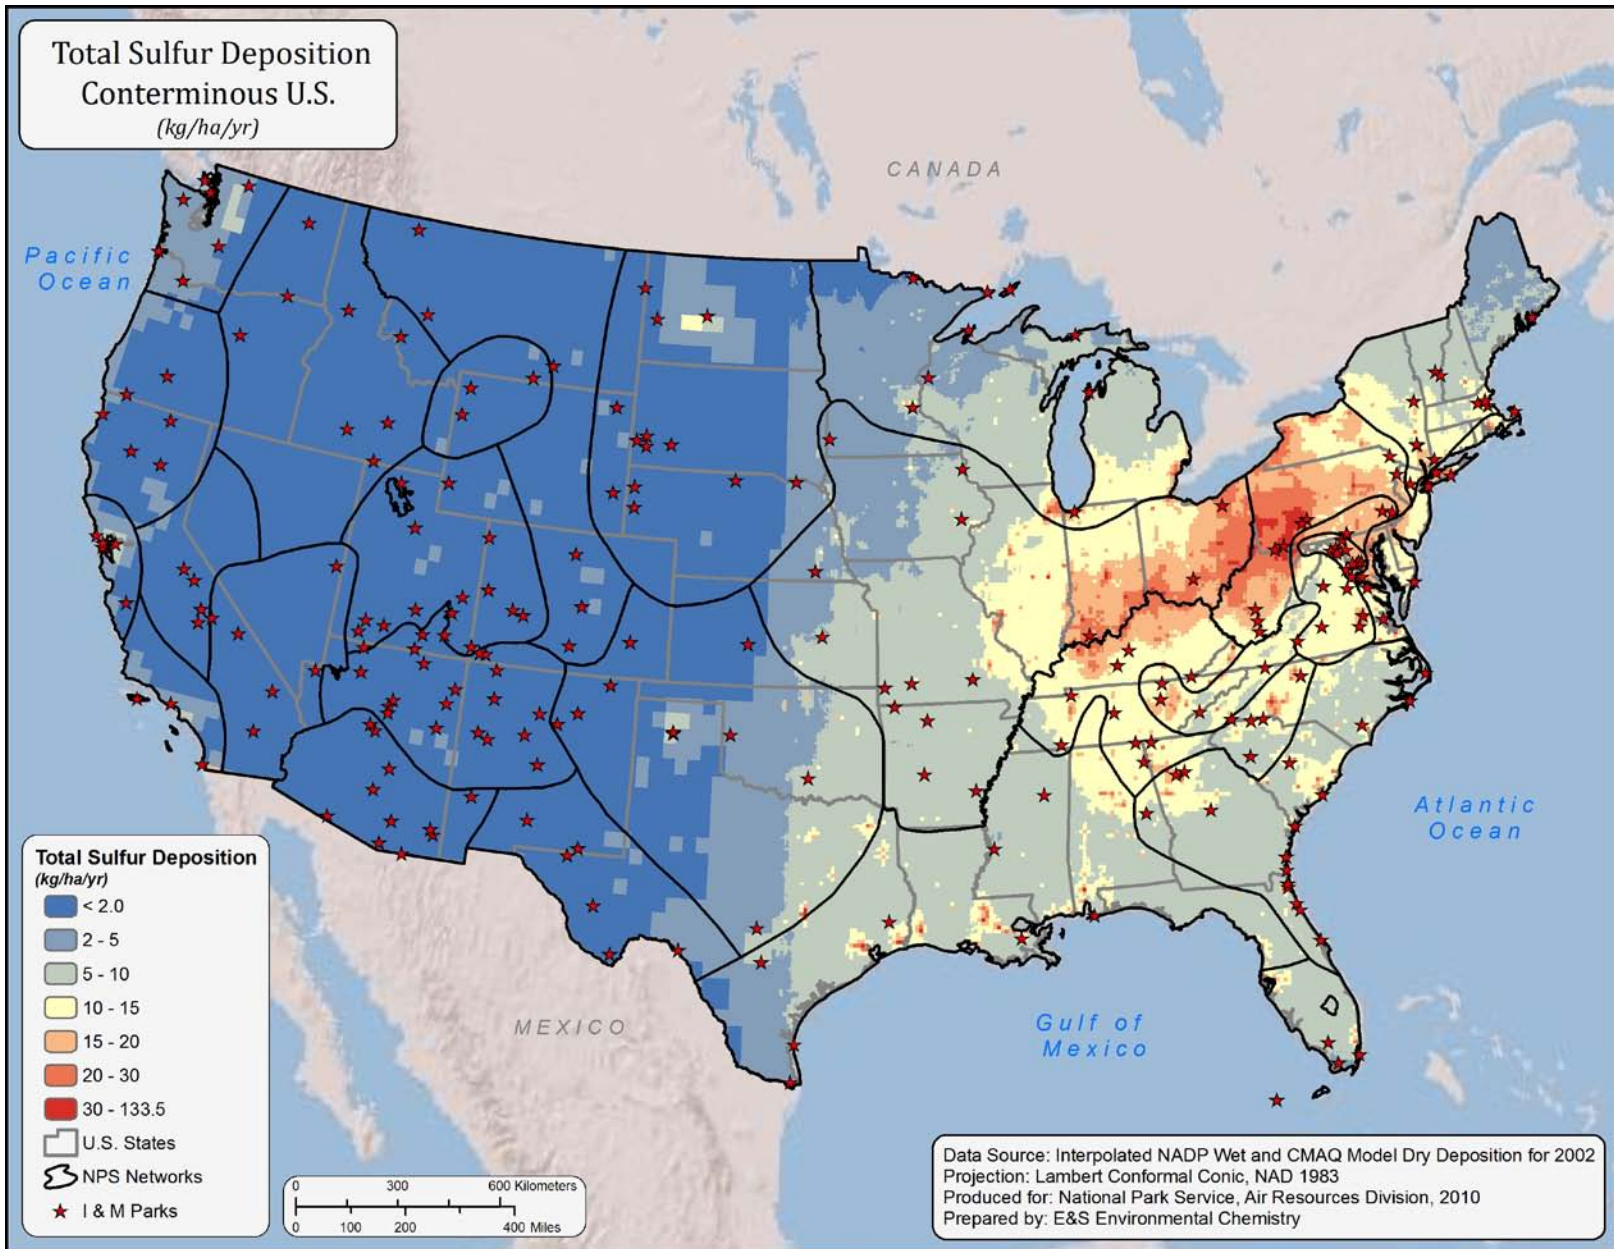 Total Sulfur Deposition
Conterminous U.S.
(kg/ha/yr)
CANADA
Pacific
Ocean
Atlantic
Ocean
Gulf of
Mexico
MEXICO
Total Sulfur Deposition
(kg/ha/yr)
< 2.0
2 - 5
5 - 10
10 - 15
15 - 20
20 - 30
30 - 133.5
U.S. States
NPS Networks
I & M Parks
0 300 600 Kilometers
0 100 200 400 Miles
Data Source: Interpolated NADP Wet and CMAQ Model Dry Deposition for 2002
Projection: Lambert Conformal Conic, NAD 1983
Produced for: National Park Service, Air Resources Division, 2010
Prepared by: E&S Environmental Chemistry